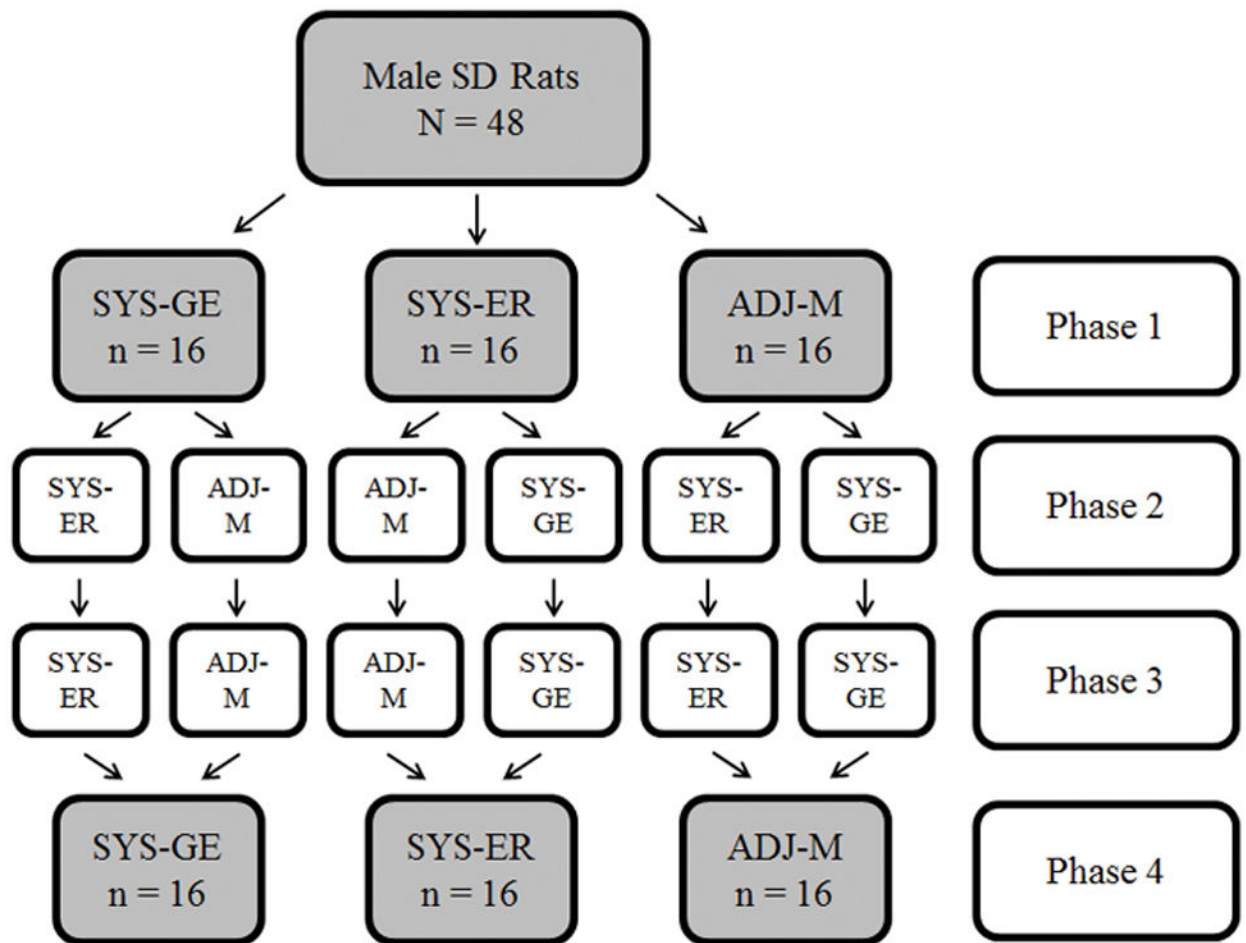 Male SD Rats
N = 48
SYS-GE
n = 16
SYS-ER
n = 16
ADJ-M
n = 16
Phase 1
SYS-
ER
ADJ-
M
ADJ-
M
SYS-
GE
SYS-
ER
SYS-
GE
Phase 2
SYS-
ER
ADJ-
M
ADJ-
M
SYS-
GE
SYS-
ER
SYS-
GE
Phase 3
SYS-GE
n = 16
SYS-ER
n = 16
ADJ-M
n = 16
Phase 4